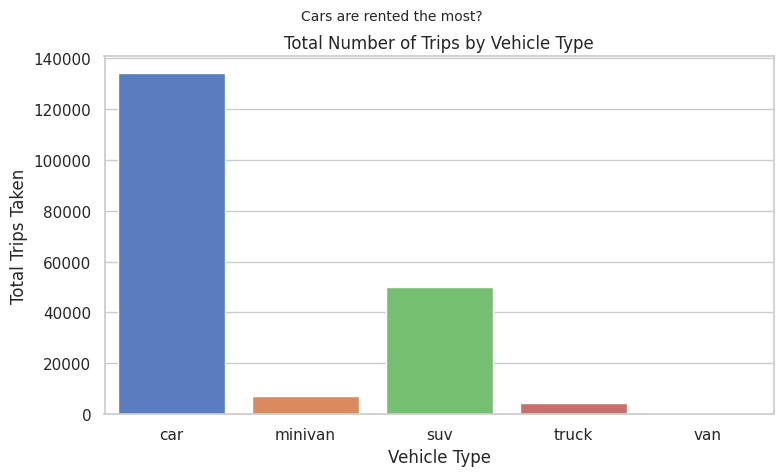 Cars are rented the most?
Total Number of Trips by Vehicle Type
140000
120000
100000
80000
60000
40000
20000
0
Total Trips Taken
car minivan suv truck van
Vehicle Type